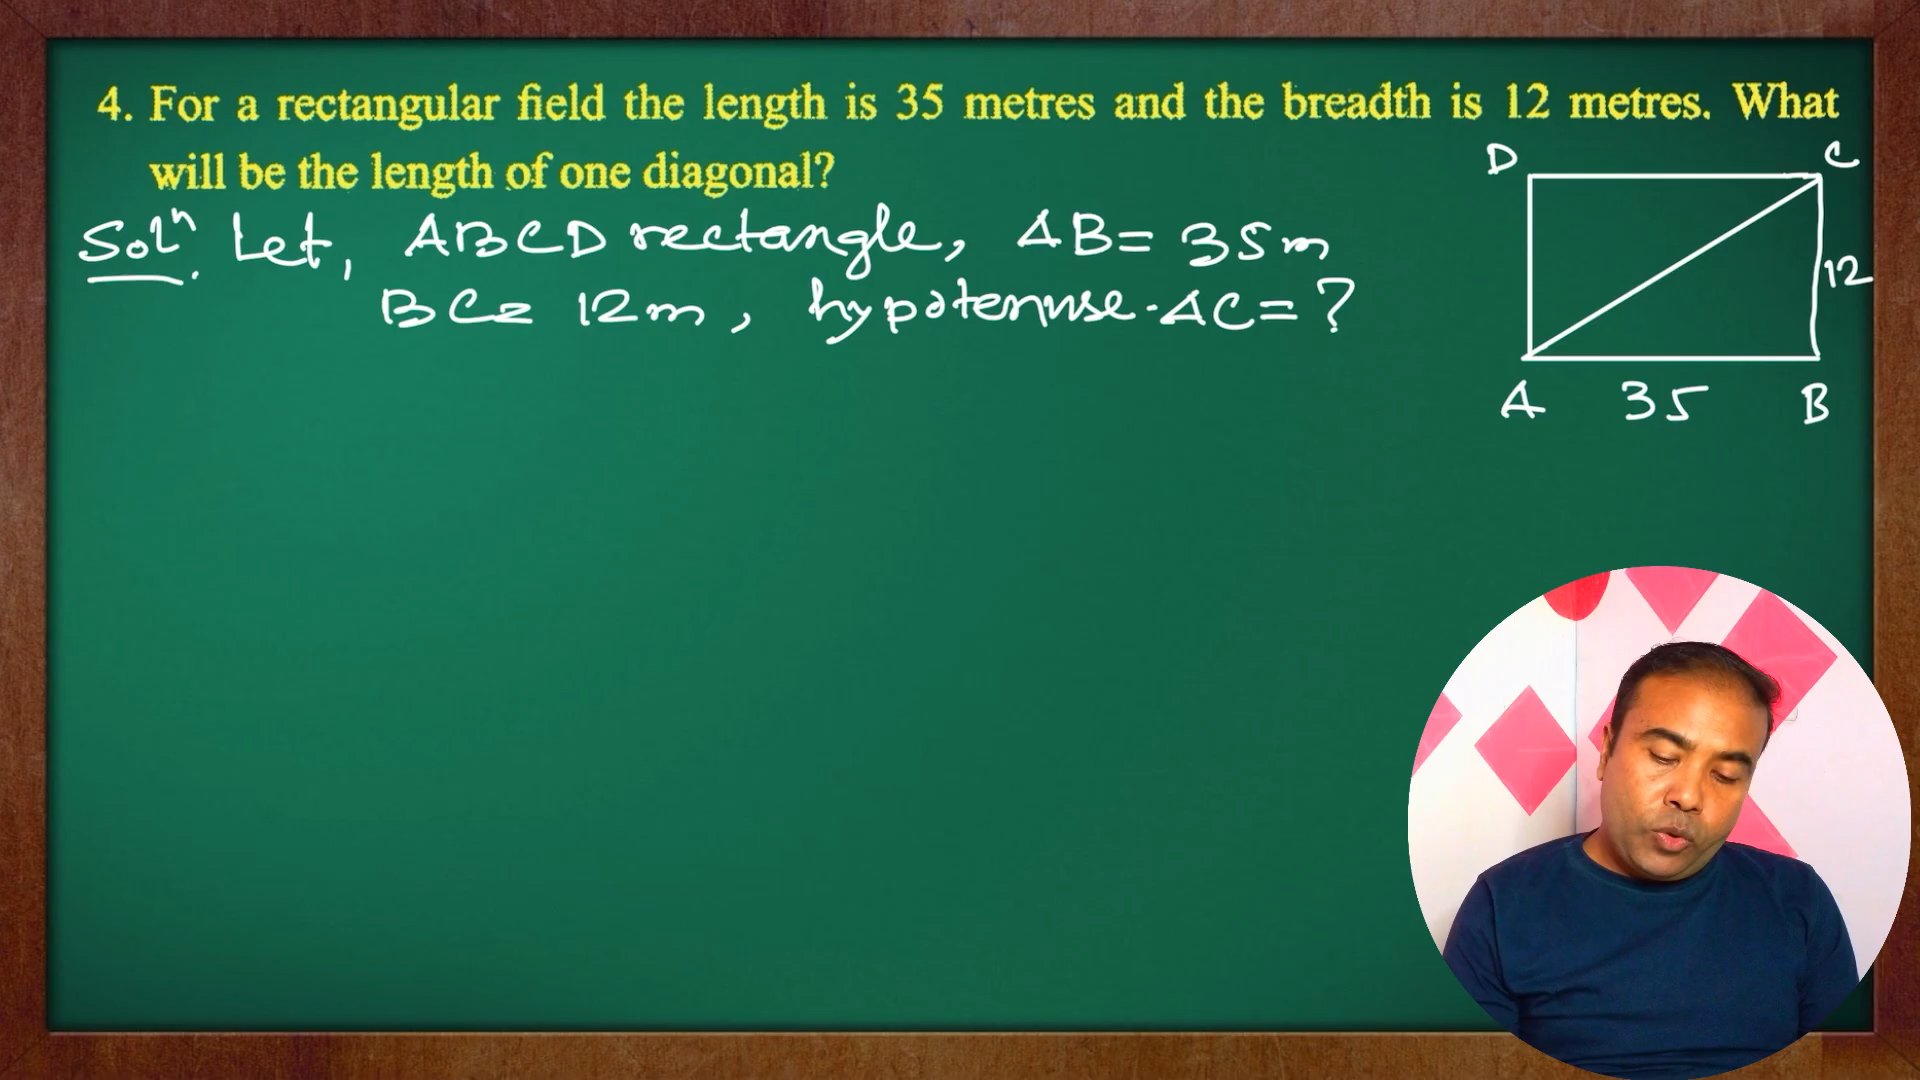 4. For a rectangular field the length is 35 metres and the breadth is 12 metres. What
will be the length of one diagonal?
Solⁿ. Let, ABCD rectangle, AB = 35m
BC = 12m, hypotenuse. AC = ?
D C
12
A 35 B